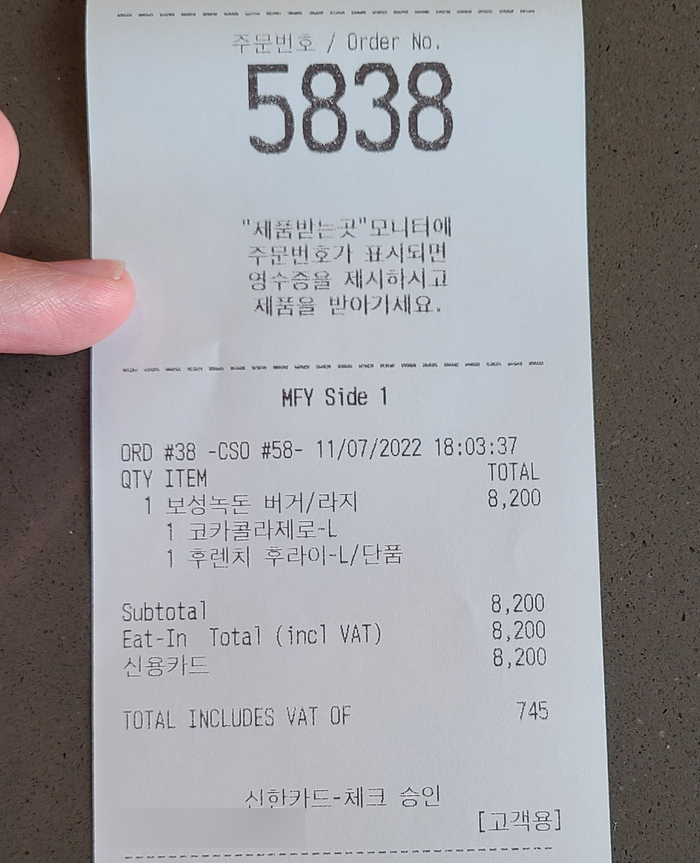 주문번호 / Order No.
5838
"제품받는곳"모니터에
주문번호가 표시되면
영수증을 제시하시고
제품을 받아가세요.
MFY Side 1
ORD #38 -CSO #58- 11/07/2022 18:03:37
QTY ITEM TOTAL
1 보성녹돈 버거/라지 8,200
1 코카콜라제로-L
1 후렌치 후라이-L/단품
Subtotal 8,200
Eat-In Total (incl VAT) 8,200
신용카드 8,200
TOTAL INCLUDES VAT OF 745
신한카드-체크 승인
[고객용]